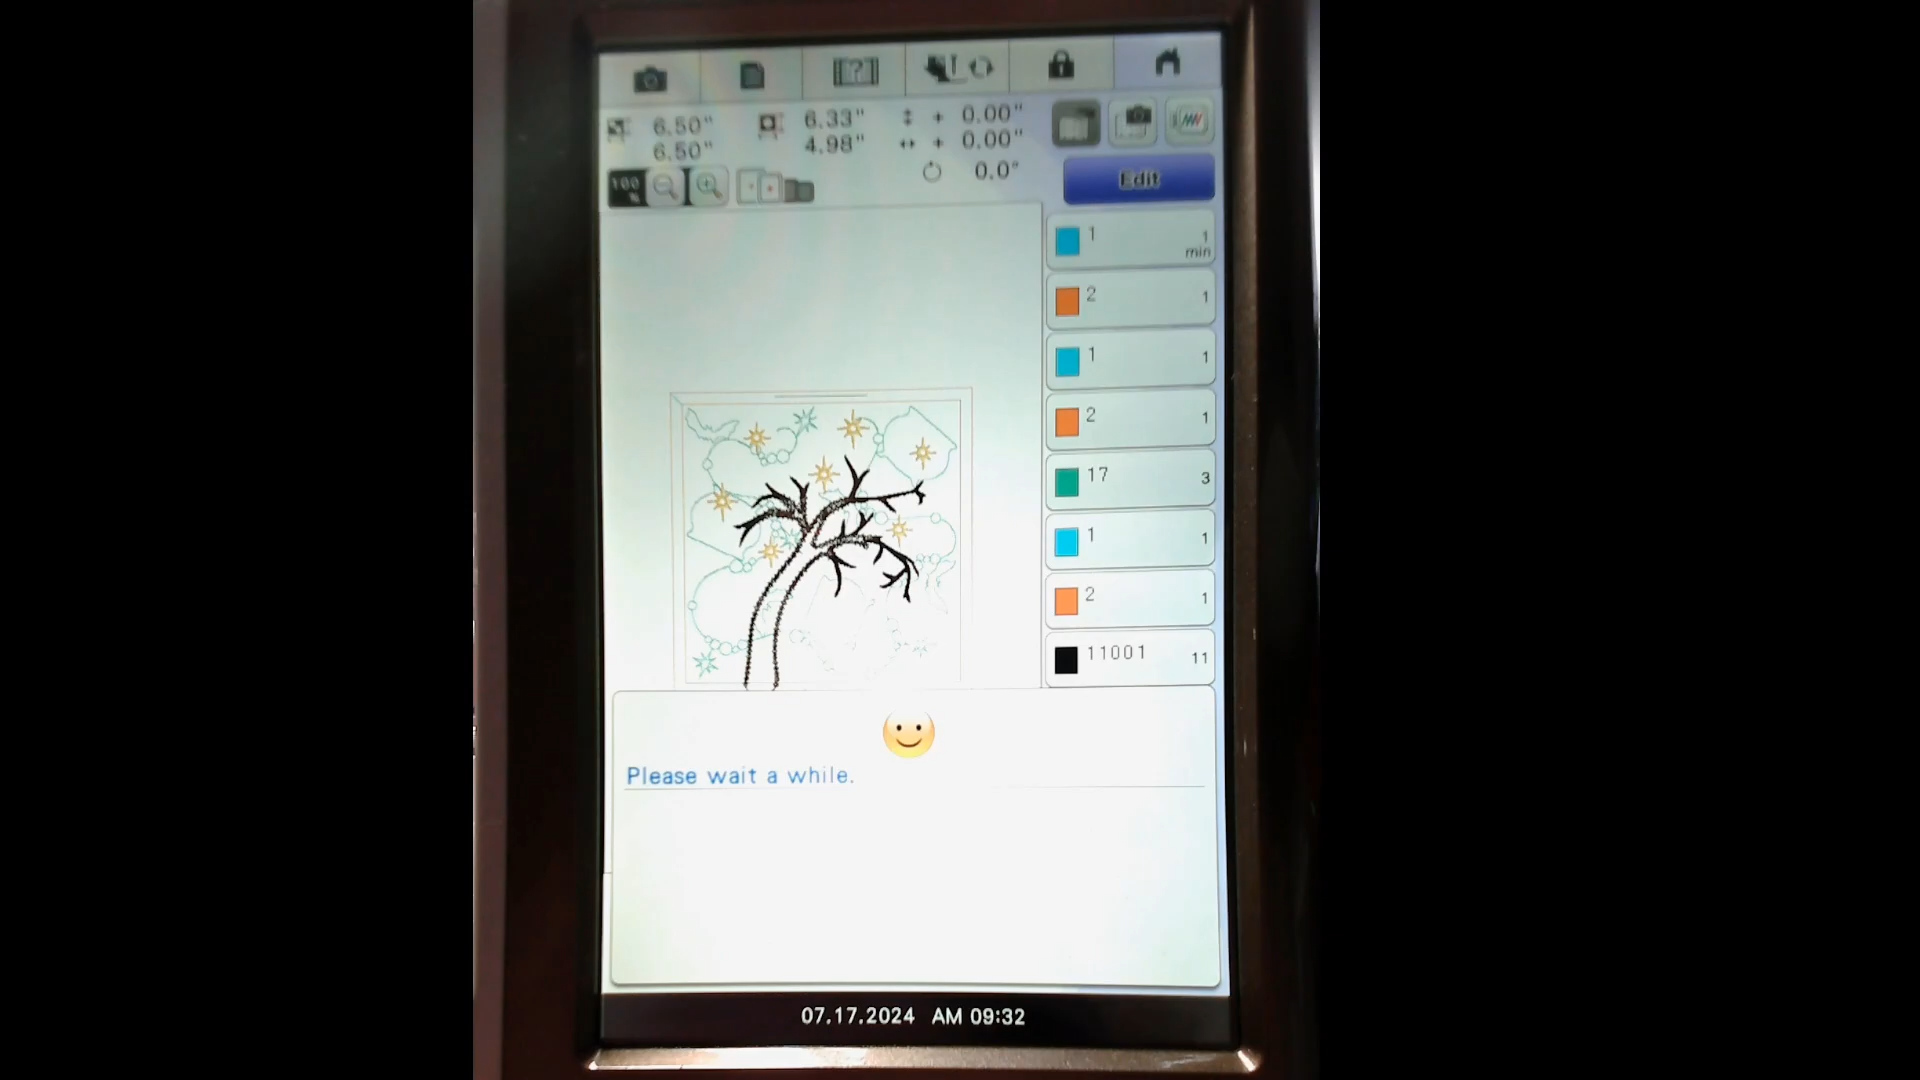 6.50" 6.33" + 0.00"
6.50" 4.98" + 0.00"
0.0°
100 %
Edit
1 1 min
2 1
1 1
2 1
17 3
1 1
2 1
11001 11
Please wait a while.
07.17.2024 AM 09:32